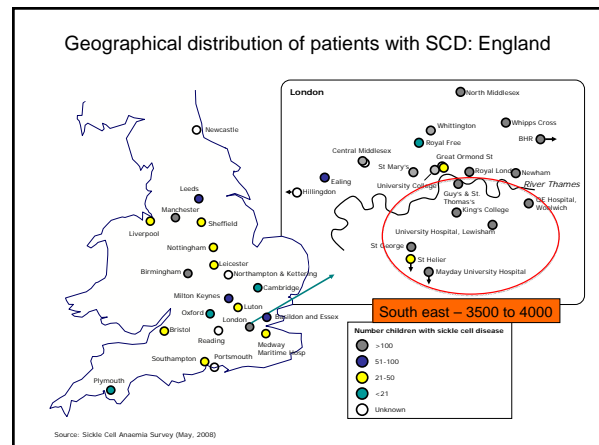 Geographical distribution of patients with SCD: England
London
North Middlesex
Whipps Cross
Whittington
BHR
Royal Free
Central Middlesex
Great Ormond St
St Mary's
Royal London
Newham
Ealing
University College
River Thames
Hillingdon
Guy's & St.
Thomas's
QE Hospital,
Woolwich
King's College
University Hospital, Lewisham
St George
St Helier
Mayday University Hospital
Newcastle
Leeds
Manchester
Liverpool
Sheffield
Nottingham
Leicester
Birmingham
Northampton & Kettering
Cambridge
Milton Keynes
Luton
Oxford
London
Basildon and Essex
Bristol
Reading
Medway
Maritime Hosp
Southampton
Portsmouth
Plymouth
South east – 3500 to 4000
Number children with sickle cell disease
>100
51-100
21-50
<21
Unknown
Source: Sickle Cell Anaemia Survey (May, 2008)